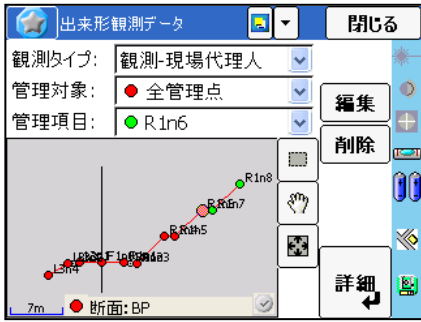 出来形観測データ
閉じる
観測タイプ: 観測-現場代理人
管理対象: 全管理点
編集
管理項目: R1n6
削除
R1n8
L3n4
7m
断面:BP
詳細